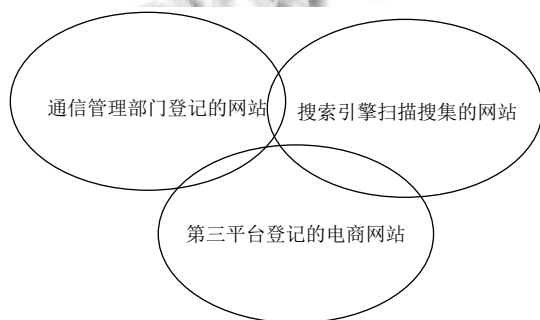 通信管理部门登记的网站
搜索引擎扫描搜集的网站
第三平台登记的电商网站